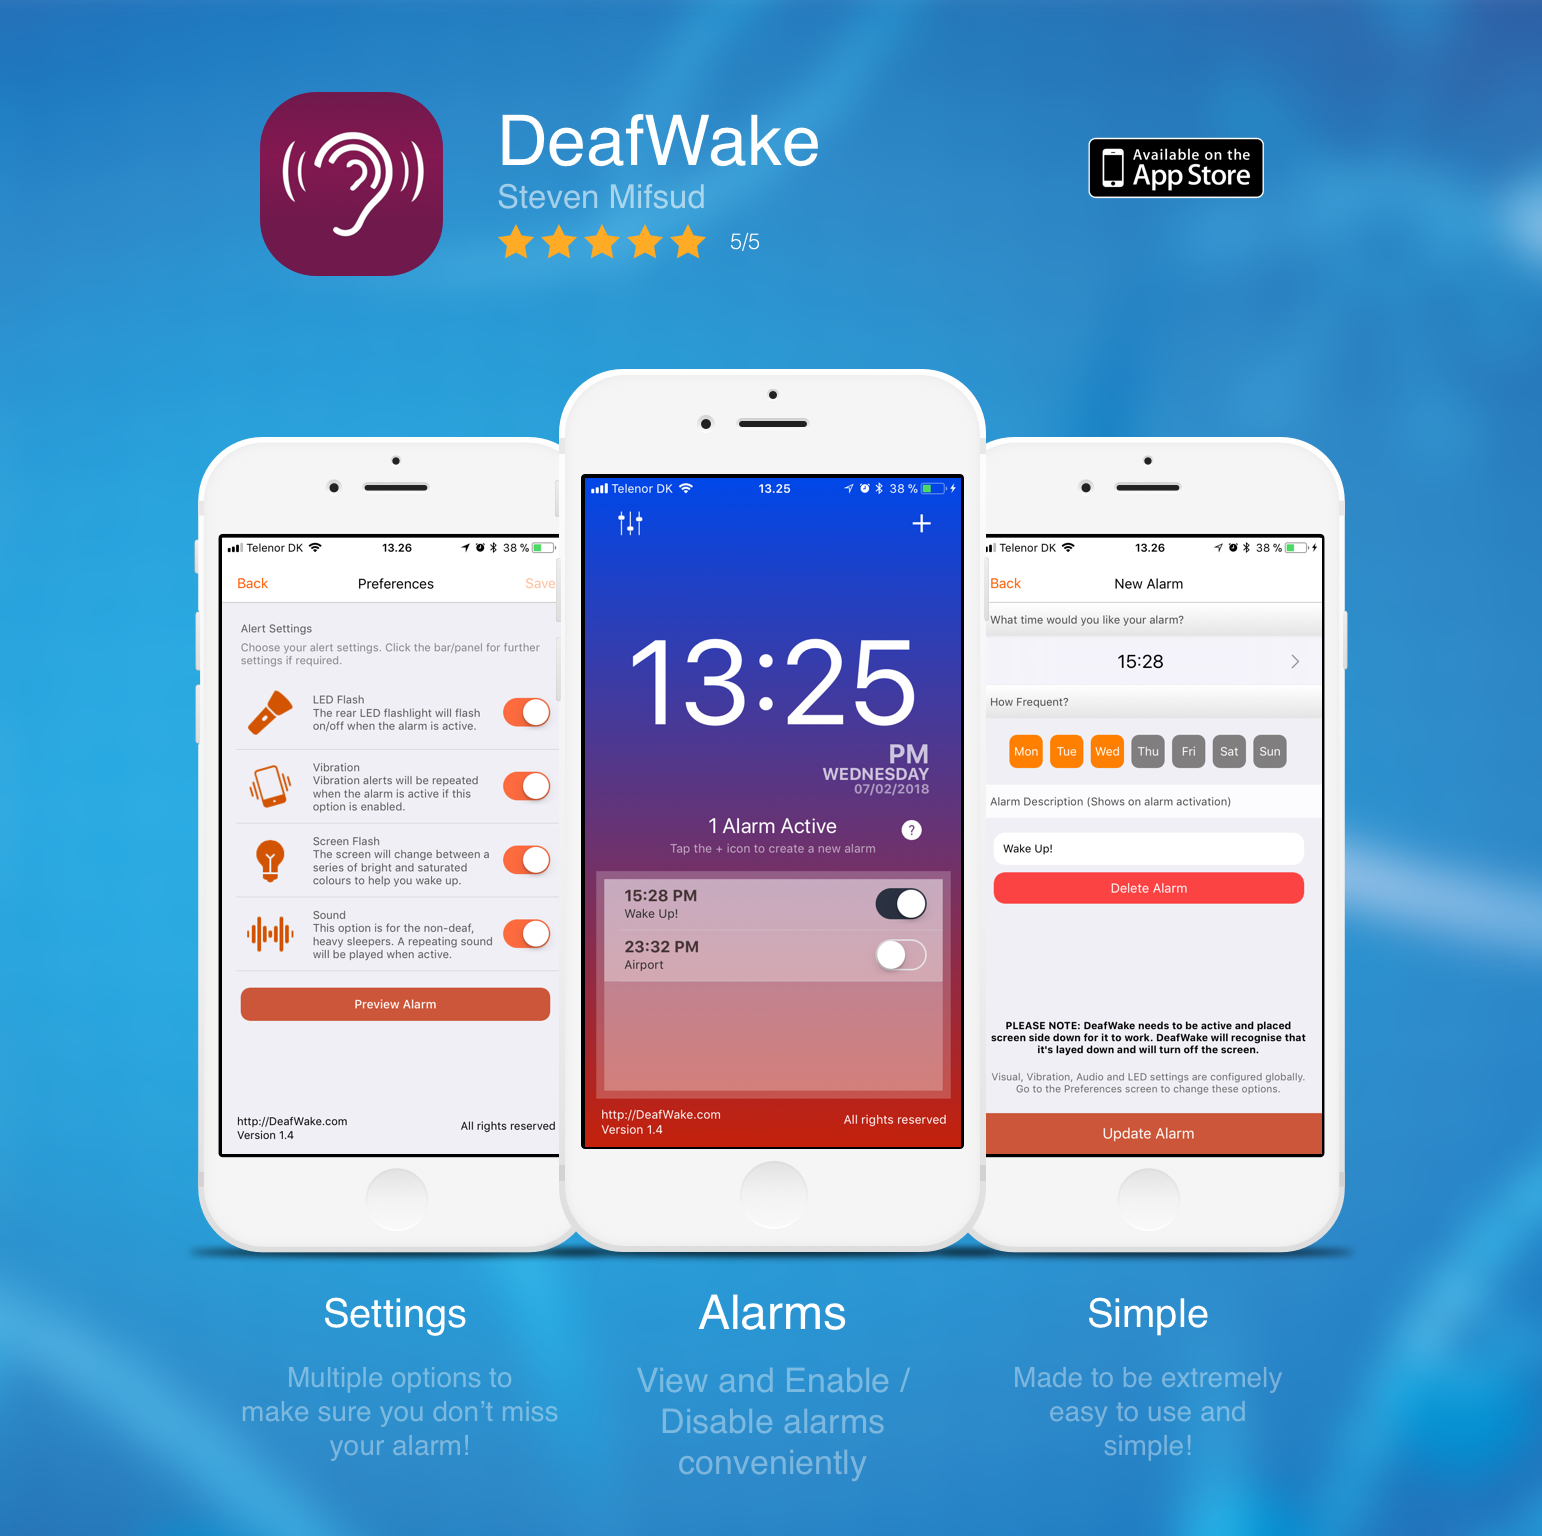 DeafWake
Steven Mifsud
5/5
Available on the
App Store
Telenor DK
13.26
38 %
Back
Preferences
Save
Alert Settings
Choose your alert settings. Click the bar/panel for further
settings if required.
LED Flash
The rear LED flashlight will flash
on/off when the alarm is active.
Vibration
Vibration alerts will be repeated
when the alarm is active if this
option is enabled.
Screen Flash
The screen will change between a
series of bright and saturated
colours to help you wake up.
Sound
This option is for the non-deaf,
heavy sleepers. A repeating sound
will be played when active.
Preview Alarm
http://DeafWake.com
Version 1.4
All rights reserved
Telenor DK
13.25
38 %
13:25
PM
WEDNESDAY
07/02/2018
1 Alarm Active
?
Tap the + icon to create a new alarm
15:28 PM
Wake Up!
23:32 PM
Airport
http://DeafWake.com
Version 1.4
All rights reserved
Telenor DK
13.26
38 %
Back
New Alarm
What time would you like your alarm?
15:28
How Frequent?
Mon Tue Wed Thu Fri Sat Sun
Alarm Description (Shows on alarm activation)
Wake Up!
Delete Alarm
PLEASE NOTE: DeafWake needs to be active and placed
screen side down for it to work. DeafWake will recognise that
it's layed down and will turn off the screen.
Visual, Vibration, Audio and LED settings are configured globally.
Go to the Preferences screen to change these options.
Update Alarm
Settings
Multiple options to
make sure you don't miss
your alarm!
Alarms
View and Enable /
Disable alarms
conveniently
Simple
Made to be extremely
easy to use and
simple!